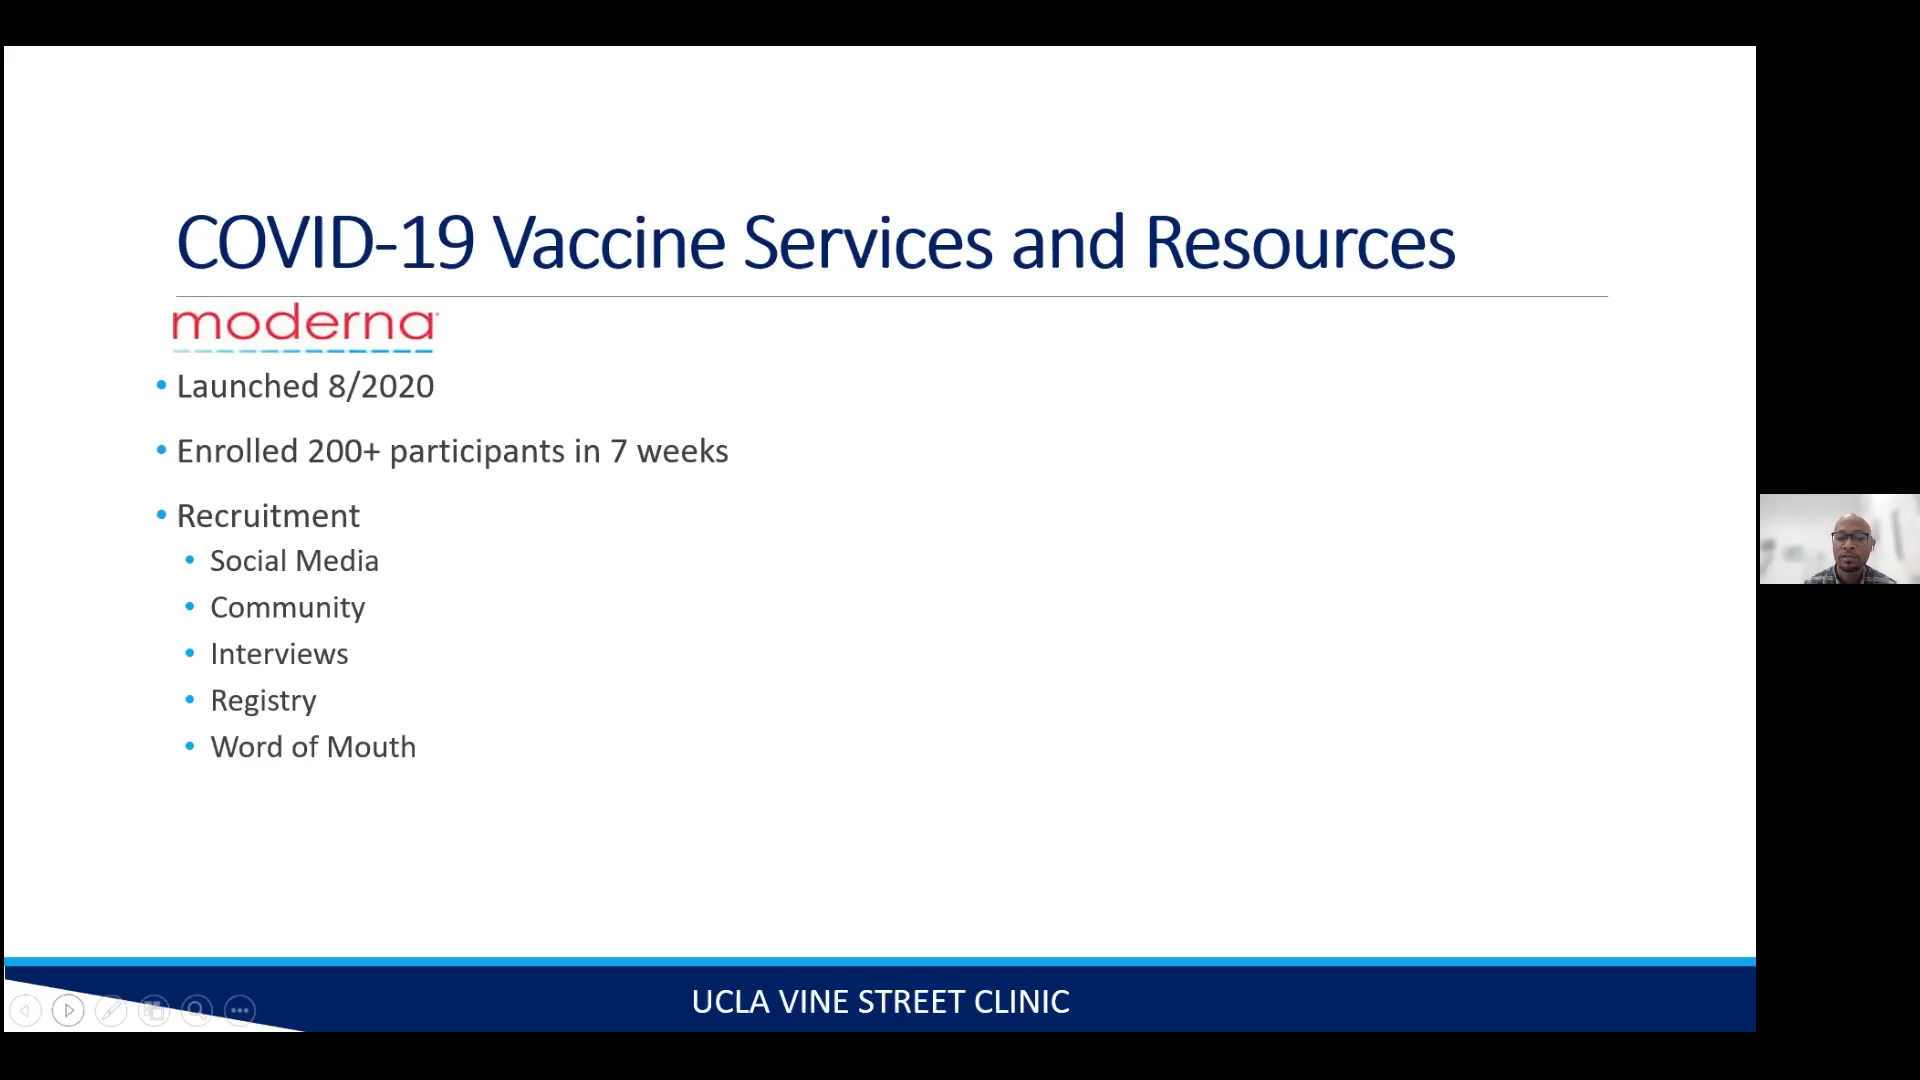 COVID-19 Vaccine Services and Resources
moderna
• Launched 8/2020
• Enrolled 200+ participants in 7 weeks
• Recruitment
• Social Media
• Community
• Interviews
• Registry
• Word of Mouth
UCLA VINE STREET CLINIC